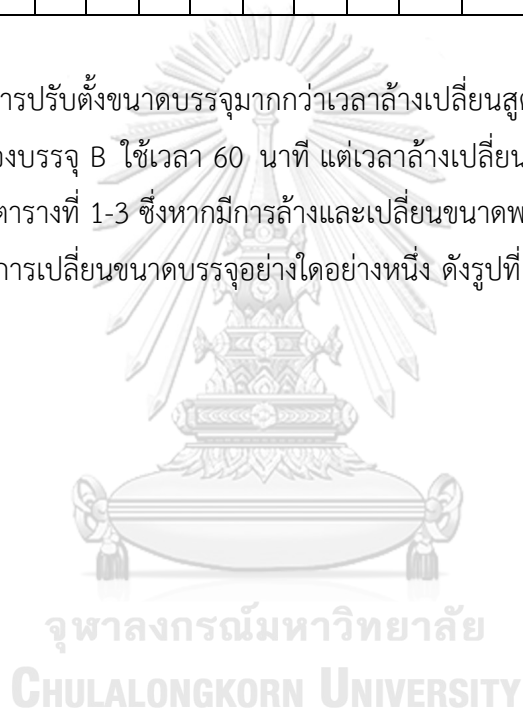 ารปรับตั้งขนาดบรรจุมากกว่าเวลาล้างเปลี่ยนสูต
องบรรจุ B ใช้เวลา 60 นาที แต่เวลาล้างเปลี่ยน
ตารางที่ 1-3 ซึ่งหากมีการล้างและเปลี่ยนขนาดพ
การเปลี่ยนขนาดบรรจุอย่างใดอย่างหนึ่ง ดังรูปที่
จุฬาลงกรณ์มหาวิทยาลัย
CHULALONGKORN UNIVERSITY